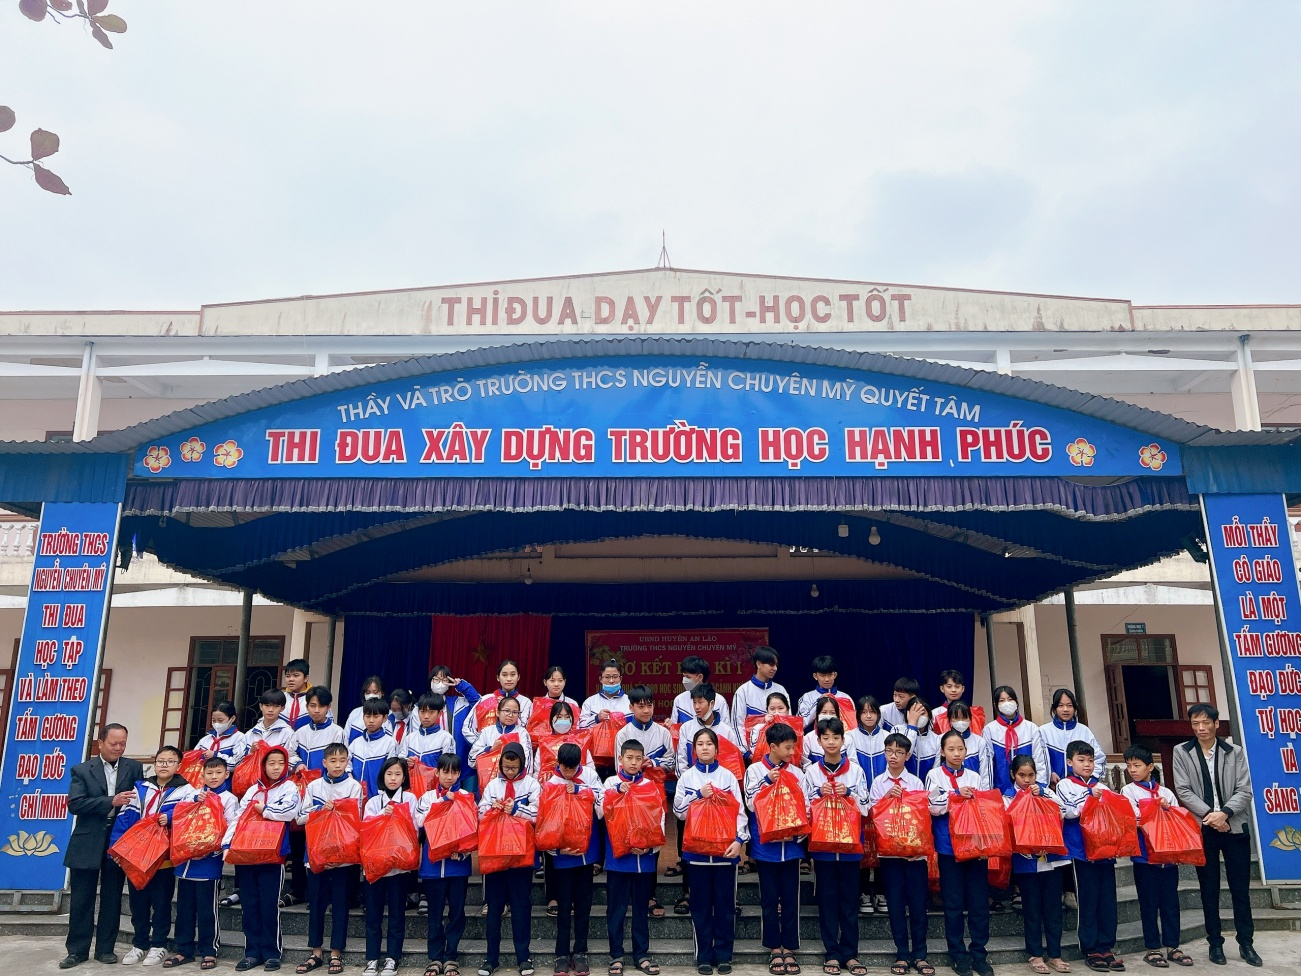 THI ĐUA DẠY TỐT-HỌC TỐT
THẦY VÀ TRÒ TRƯỜNG THCS NGUYỄN CHUYÊN MỸ QUYẾT TÂM
THI ĐUA XÂY DỰNG TRƯỜNG HỌC HẠNH PHÚC
TRƯỜNG THCS
NGUYỄN CHUYÊN MỸ
THI ĐUA
HỌC TẬP
VÀ LÀM THEO
TẤM GƯƠNG
ĐẠO ĐỨC
CHÍ MINH
UBND HUYỆN AN LÃO
TRƯỜNG THCS NGUYỄN CHUYÊN MỸ
KẾT KÌ I
MỖI THẦY
CÔ GIÁO
LÀ MỘT
TẤM GƯƠNG
ĐẠO ĐỨC
TỰ HỌC
VÀ
SÁNG